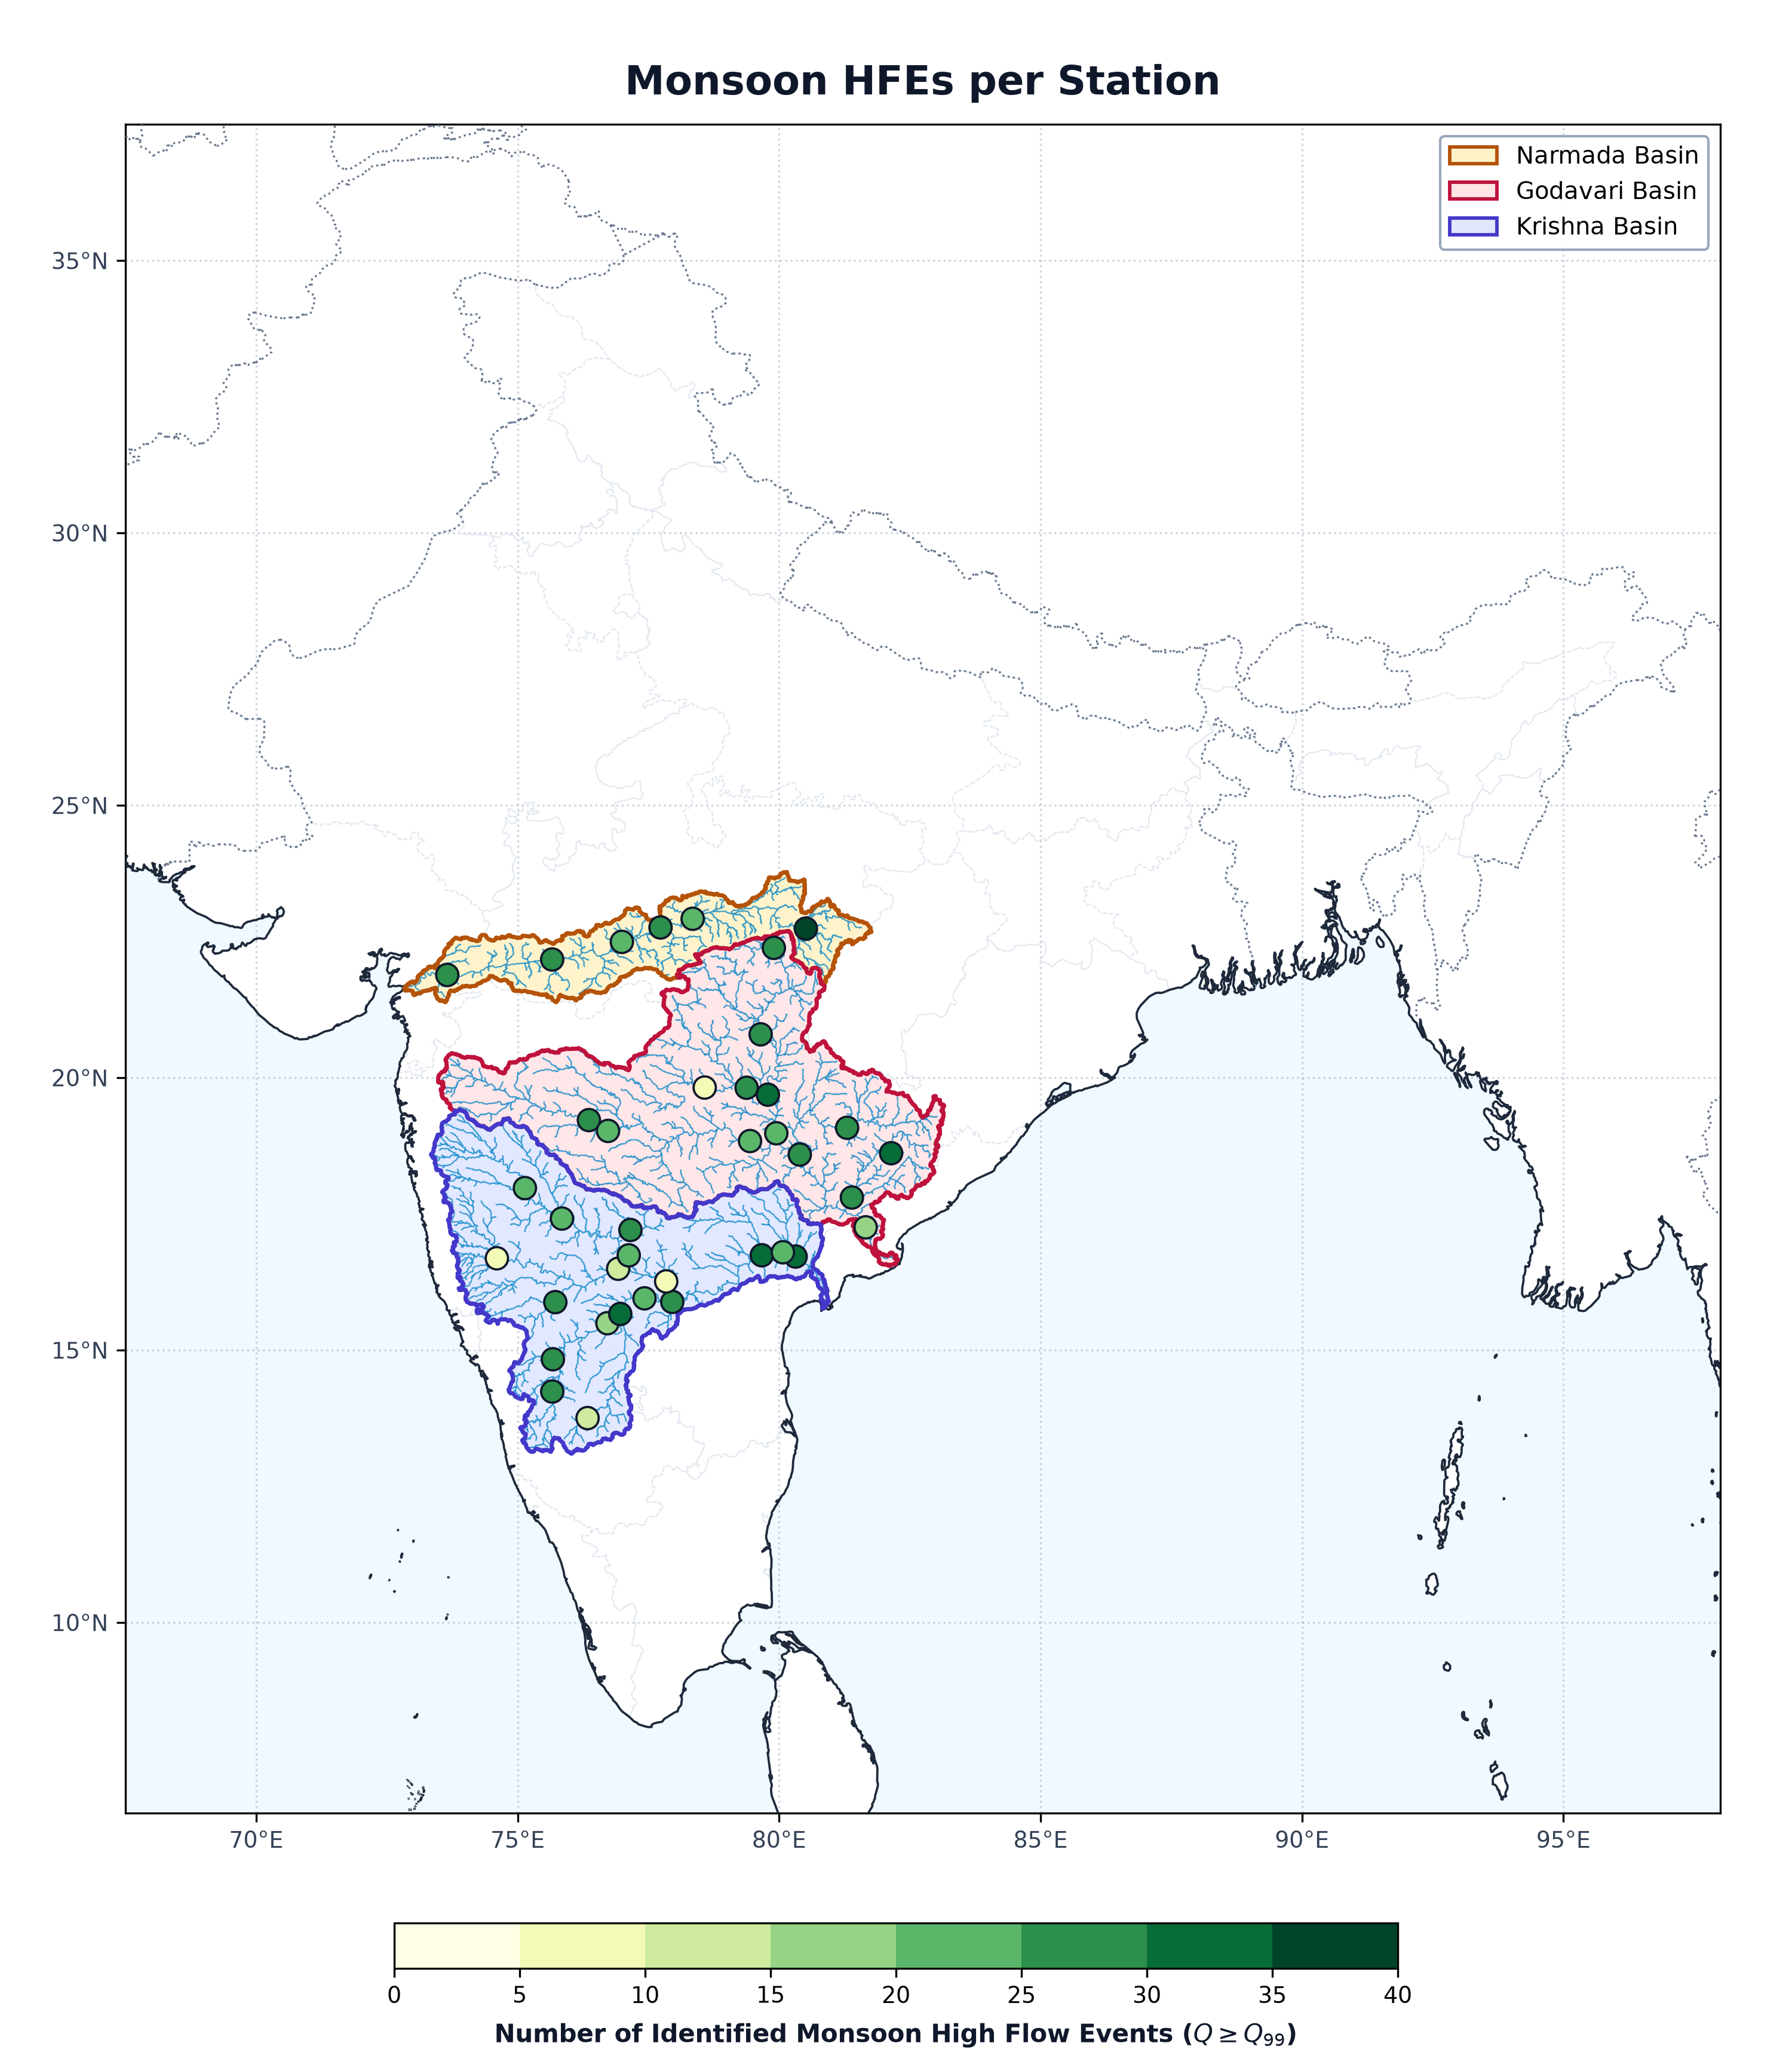 Monsoon HFEs per Station
Narmada Basin
Godavari Basin
Krishna Basin
35°N
30°N
25°N
20°N
15°N
10°N
70°E 75°E 80°E 85°E 90°E 95°E
0 5 10 15 20 25 30 35 40
Number of Identified Monsoon High Flow Events (Q ≥ Q₉₉)